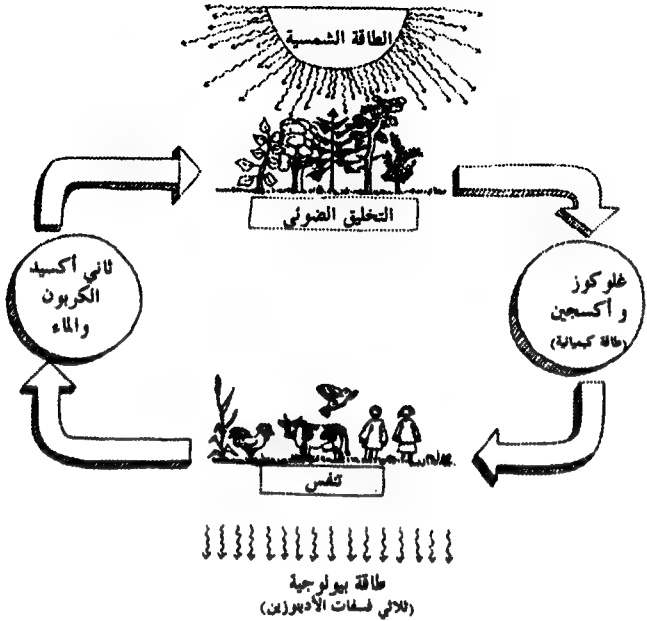 الطاقة الشمسية
التخليق الضوئي
ثاني أكسيد
الكربون
والماء
غلوكوز
و أكسجين
(طاقة كيميائية)
تنفس
طاقة بيولوجية
(ثلاثي فسفات الأدينوزين)